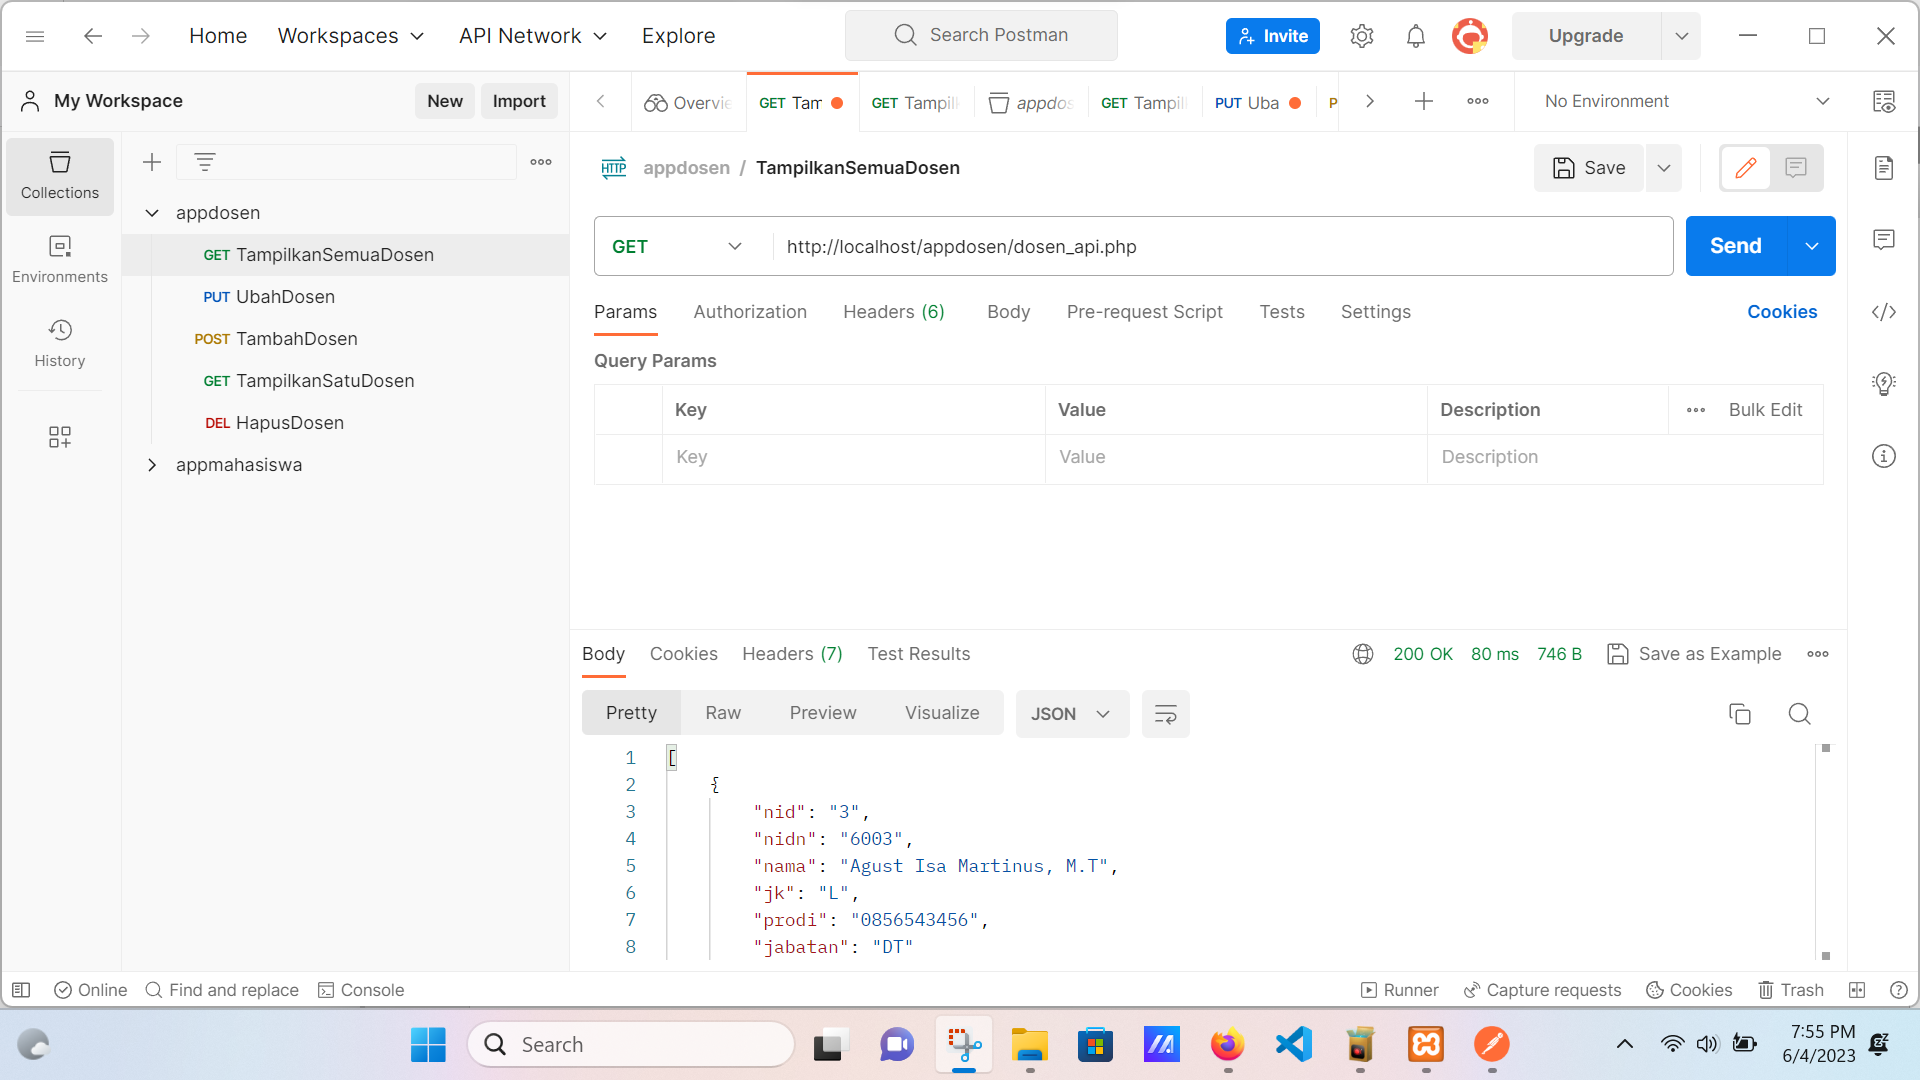 Home Workspaces API Network Explore Search Postman Invite Upgrade
My Workspace New Import Overvie GET Tam GET Tampilk appdos GET Tampilk PUT Uba P No Environment
appdosen / TampilkanSemuaDosen Save
Collections
Environments
History
appdosen
GET TampilkanSemuaDosen
PUT UbahDosen
POST TambahDosen
GET TampilkanSatuDosen
DEL HapusDosen
appmahasiswa
HTTP
GET http://localhost/appdosen/dosen_api.php Send
Params Authorization Headers (6) Body Pre-request Script Tests Settings Cookies
Query Params
Key Value Description Bulk Edit
Key Value Description
Body Cookies Headers (7) Test Results 200 OK 80 ms 746 B Save as Example
Pretty Raw Preview Visualize JSON
1 [
2 {
3 "nid": "3",
4 "nidn": "6003",
5 "nama": "Agust Isa Martinus, M.T",
6 "jk": "L",
7 "prodi": "0856543456",
8 "jabatan": "DT"
Online Find and replace Console Runner Capture requests Cookies Trash
Search 7:55 PM
6/4/2023